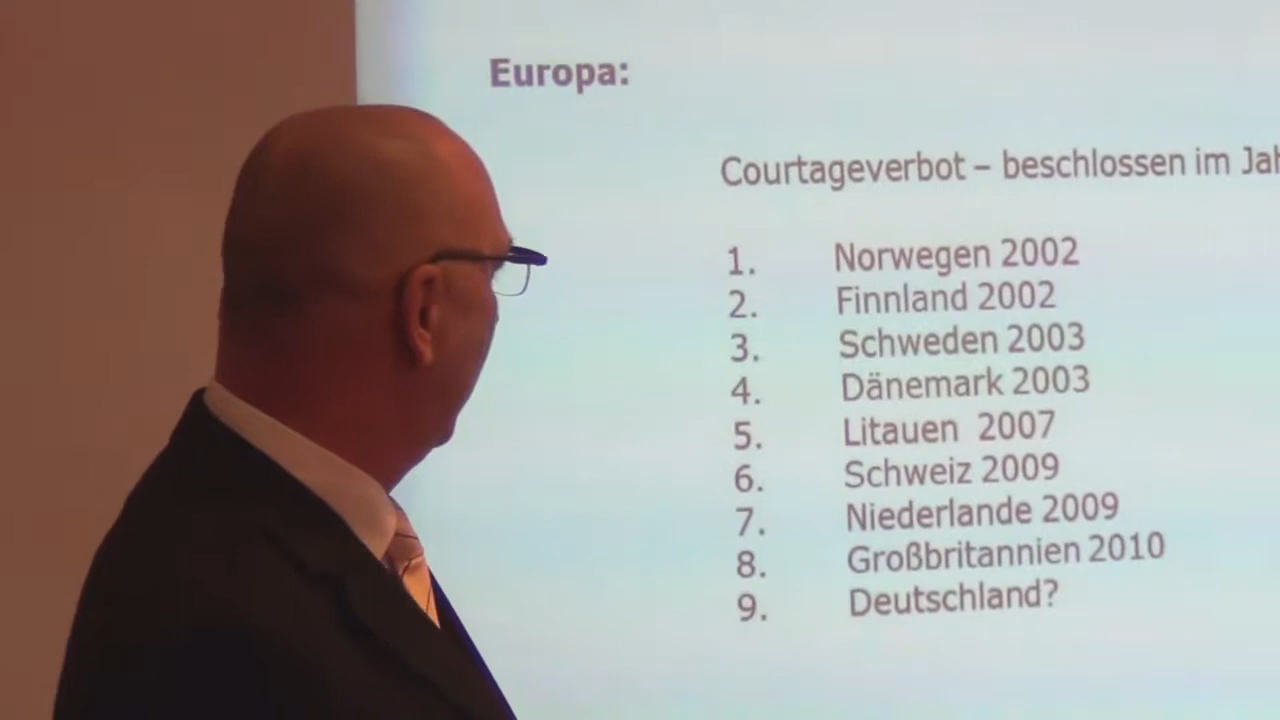 Europa:
Courtageverbot – beschlossen im
1. Norwegen 2002
2. Finnland 2002
3. Schweden 2003
4. Dänemark 2003
5. Litauen 2007
6. Schweiz 2009
7. Niederlande 2009
8. Großbritannien 2010
9. Deutschland?